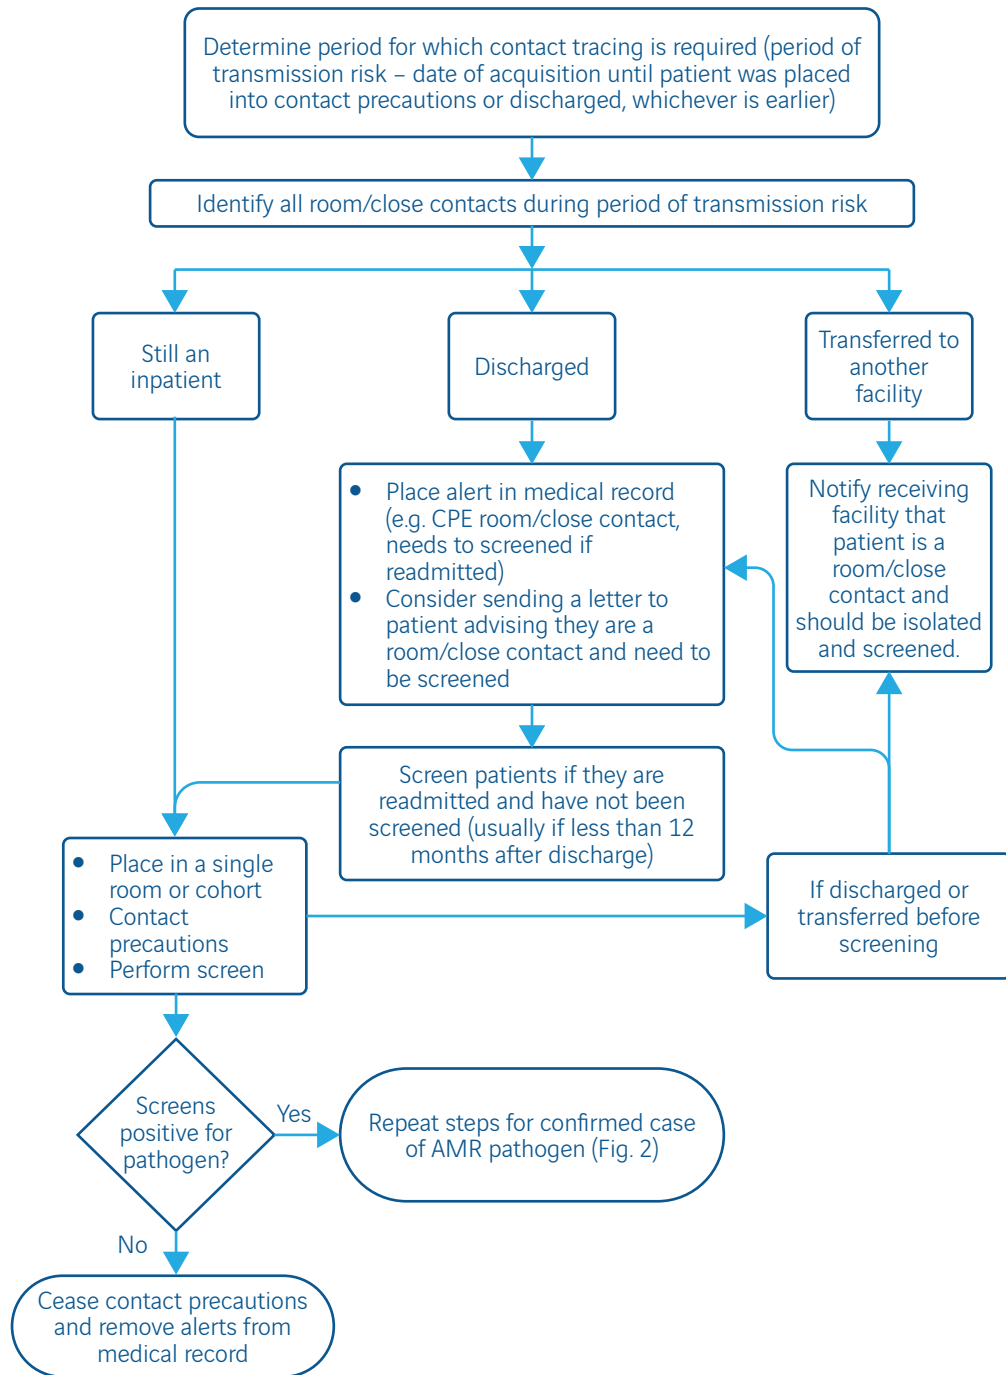 Determine period for which contact tracing is required (period of
transmission risk – date of acquisition until patient was placed
into contact precautions or discharged, whichever is earlier)
Identify all room/close contacts during period of transmission risk
Still an
inpatient
Discharged
Transferred to
another
facility
• Place alert in medical record
(e.g. CPE room/close contact,
needs to screened if
readmitted)
• Consider sending a letter to
patient advising they are a
room/close contact and need to
be screened
Notify receiving
facility that
patient is a
room/close
contact and
should be isolated
and screened.
Screen patients if they are
readmitted and have not been
screened (usually if less than 12
months after discharge)
• Place in a single
room or cohort
• Contact
precautions
• Perform screen
If discharged or
transferred before
screening
Screens
positive for
pathogen?
Yes
Repeat steps for confirmed case
of AMR pathogen (Fig. 2)
No
Cease contact precautions
and remove alerts from
medical record